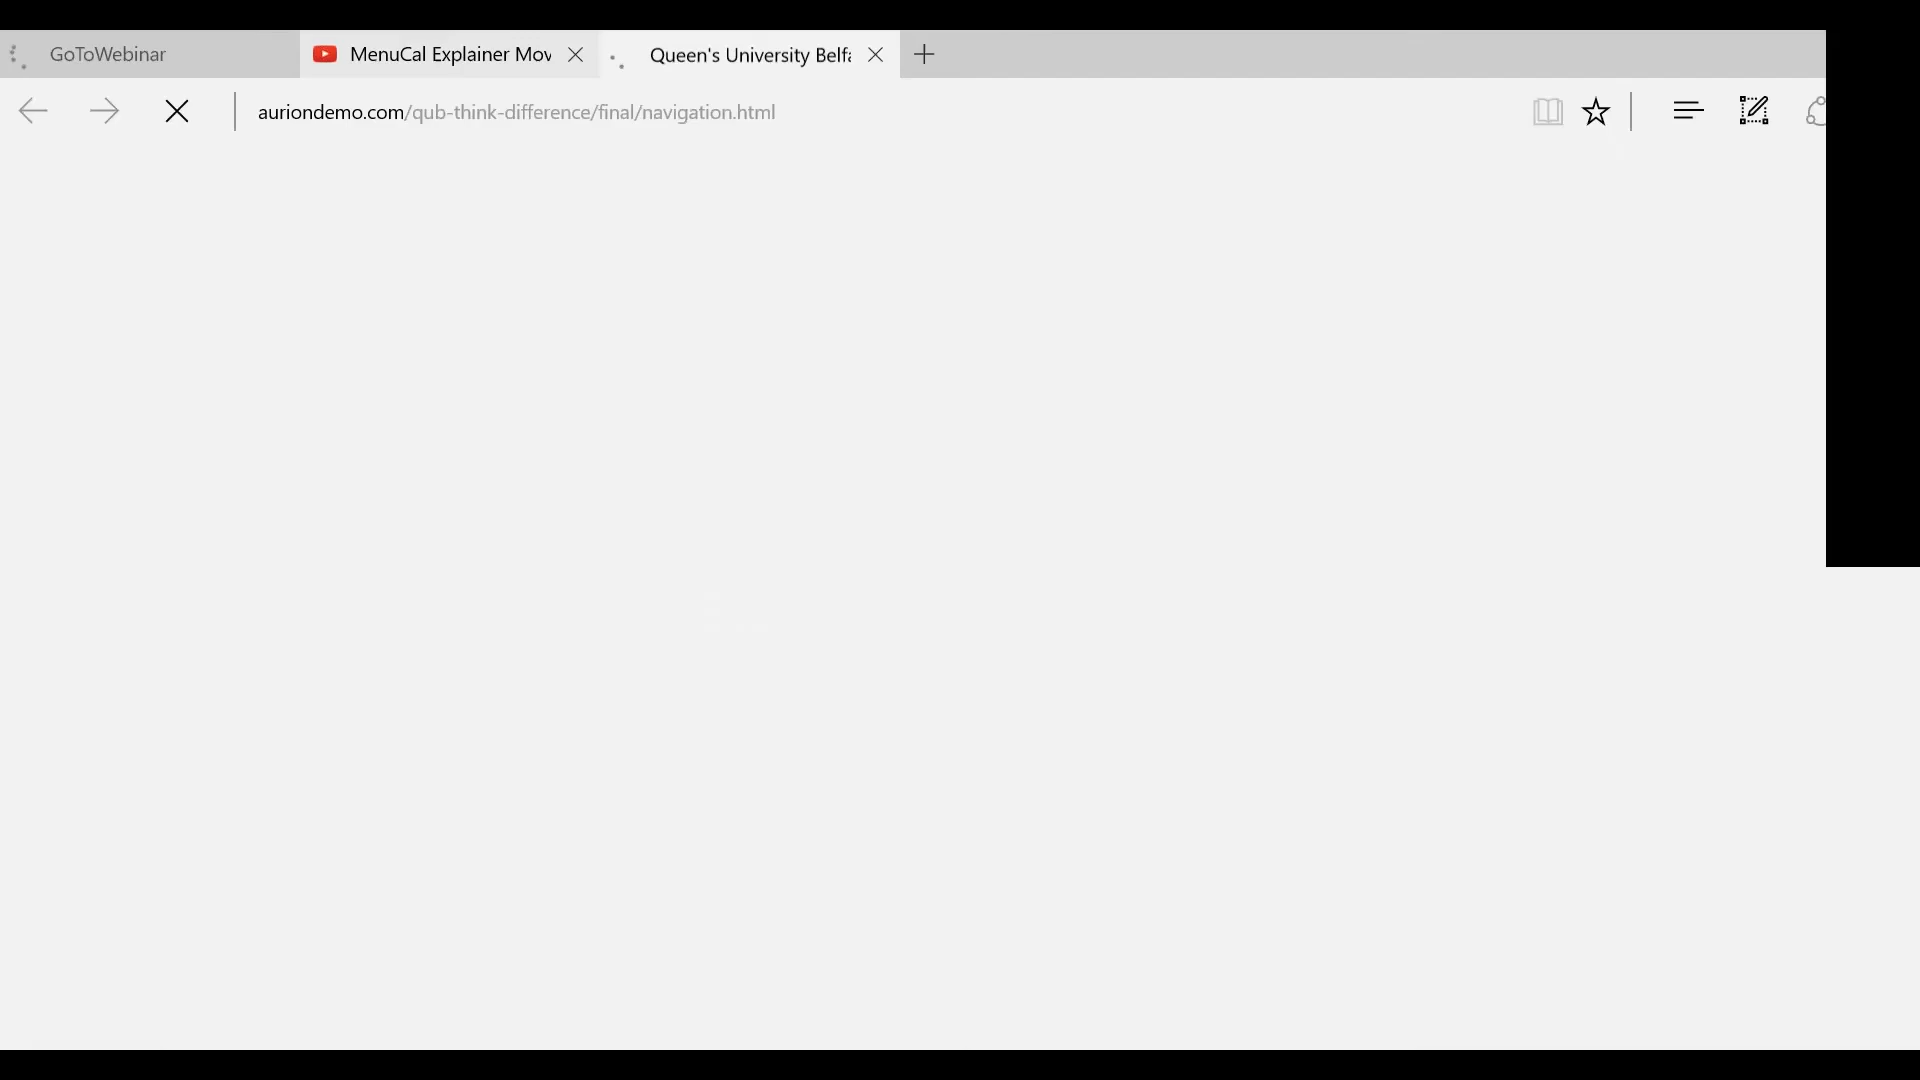 GoToWebinar
MenuCal Explainer Mov
Queen's University Belfa
auriondemo.com/qub-think-difference/final/navigation.html